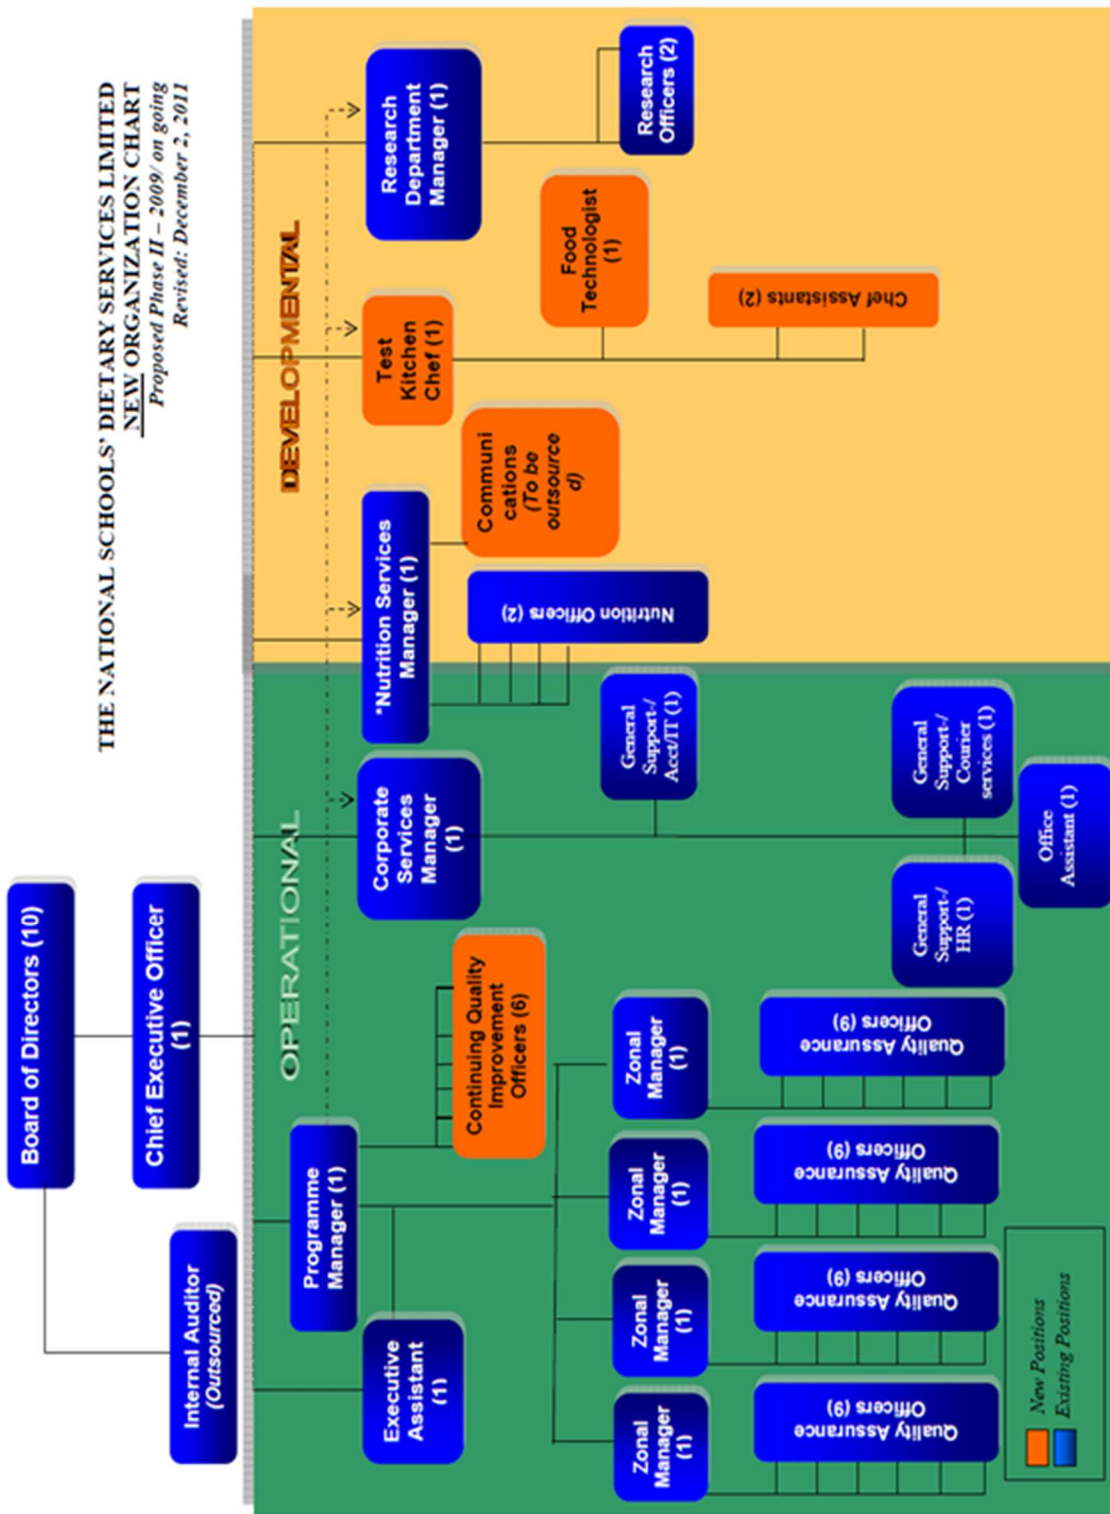 THE NATIONAL SCHOOLS' DIETARY SERVICES LIMITED
NEW ORGANIZATION CHART
Proposed Phase II – 2009/ on going
Revised: December 2, 2011
Board of Directors (10)
Internal Auditor
(Outsourced)
Chief Executive Officer
(1)
OPERATIONAL
DEVELOPMENTAL
Programme
Manager (1)
Executive
Assistant
(1)
Continuing Quality
Improvement
Officers (6)
Corporate
Services
Manager
(1)
*Nutrition Services
Manager (1)
Test
Kitchen
Chef (1)
Research
Department
Manager (1)
Communi
cations
(To be
outsource
d)
Nutrition Officers (2)
Food
Technologist
(1)
Research
Officers (2)
Chef Assistants (2)
General
Support-/
Acct/IT (1)
Zonal
Manager
(1)
Zonal
Manager
(1)
Zonal
Manager
(1)
Zonal
Manager
(1)
Quality Assurance
Officers (9)
Quality Assurance
Officers (9)
Quality Assurance
Officers (9)
Quality Assurance
Officers (9)
General
Support-/
HR (1)
General
Support-/
Courier
services (1)
Office
Assistant (1)
New Positions
Existing Positions